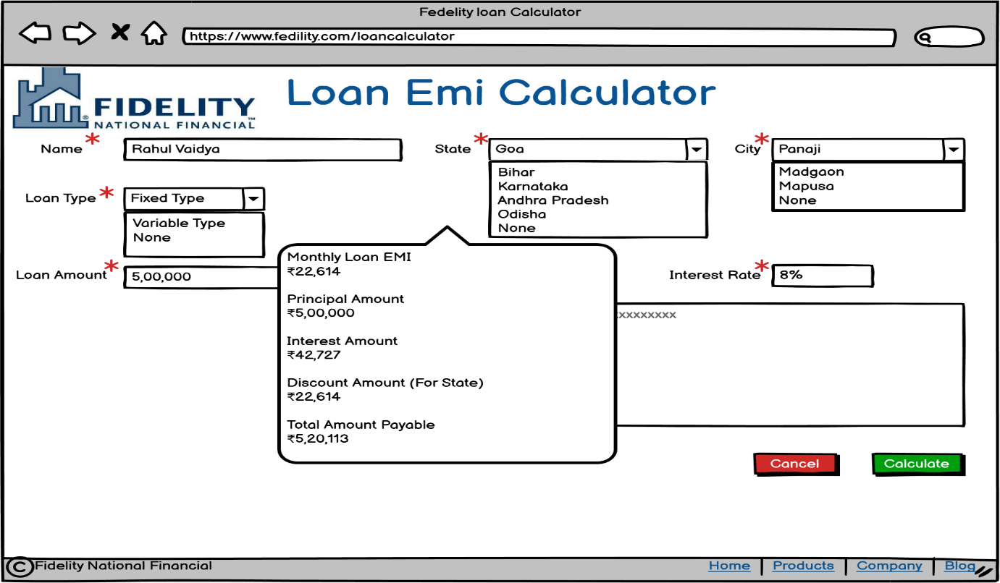 Fedelity loan Calculator
https://www.fedility.com/loancalculator
FIDELITY™
NATIONAL FINANCIAL
®
Loan Emi Calculator
Name * Rahul Vaidya
State * Goa
Bihar
Karnataka
Andhra Pradesh
Odisha
None
City * Panaji
Madgaon
Mapusa
None
Loan Type * Fixed Type
Variable Type
None
Loan Amount * 5,00,000
Interest Rate * 8%
xxxxxxxxx
Monthly Loan EMI
₹22,614
Principal Amount
₹5,00,000
Interest Amount
₹42,727
Discount Amount (For State)
₹22,614
Total Amount Payable
₹5,20,113
Cancel
Calculate
© Fidelity National Financial
Home | Products | Company | Blog